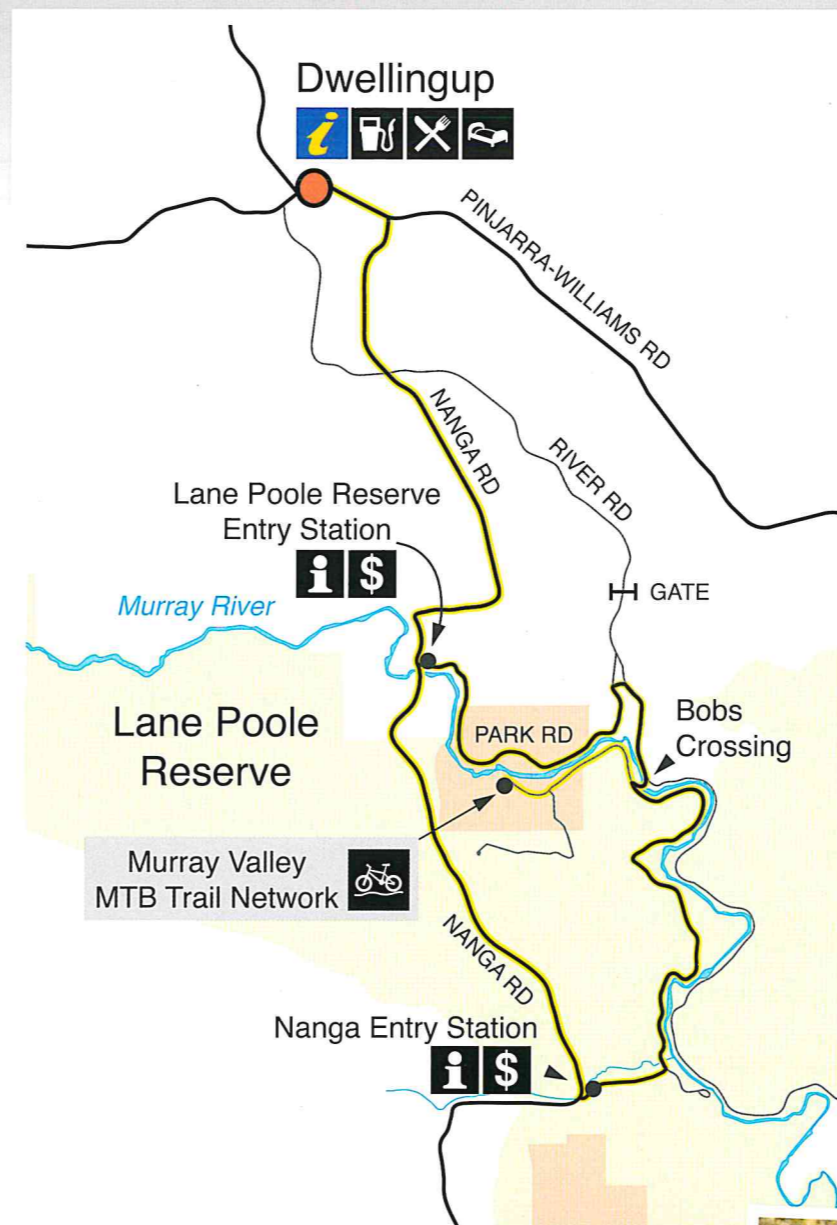 Dwellingup
i
PINJARRA-WILLIAMS RD
NANGA RD
RIVER RD
Lane Poole Reserve
Entry Station
i $
GATE
Murray River
Lane Poole
Reserve
PARK RD
Bobs
Crossing
Murray Valley
MTB Trail Network
NANGA RD
Nanga Entry Station
i $